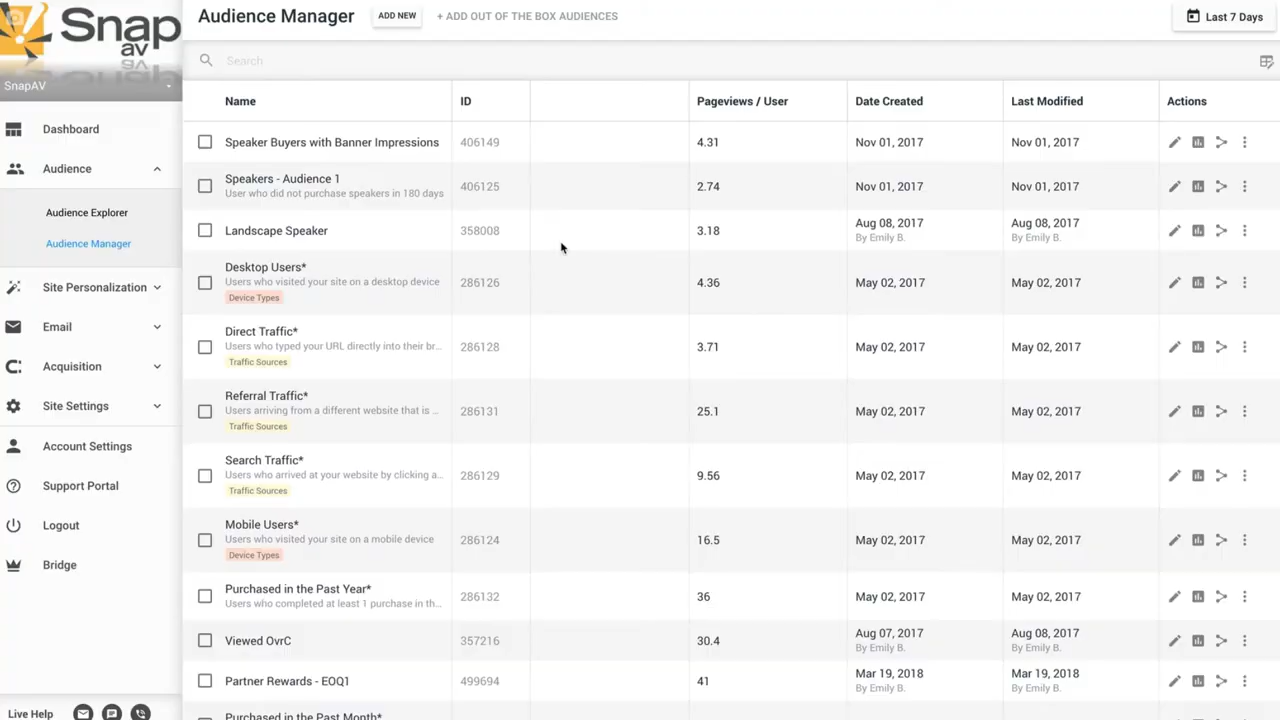 Snap
av
SnapAV
Dashboard
Audience
Audience Explorer
Audience Manager
Site Personalization
Email
Acquisition
Site Settings
Account Settings
Support Portal
Logout
Bridge
Live Help
Audience Manager ADD NEW + ADD OUT OF THE BOX AUDIENCES Last 7 Days
Search
Name ID Pageviews / User Date Created Last Modified Actions
Speaker Buyers with Banner Impressions 406149 4.31 Nov 01, 2017 Nov 01, 2017
Speakers - Audience 1
User who did not purchase speakers in 180 days
406125 2.74 Nov 01, 2017 Nov 01, 2017
Landscape Speaker 358008 3.18 Aug 08, 2017 Aug 08, 2017
By Emily B. By Emily B.
Desktop Users*
Users who visited your site on a desktop device
Device Types
286126 4.36 May 02, 2017 May 02, 2017
Direct Traffic*
Users who typed your URL directly into their br...
Traffic Sources
286128 3.71 May 02, 2017 May 02, 2017
Referral Traffic*
Users arriving from a different website that is ...
Traffic Sources
286131 25.1 May 02, 2017 May 02, 2017
Search Traffic*
Users who arrived at your website by clicking a...
Traffic Sources
286129 9.56 May 02, 2017 May 02, 2017
Mobile Users*
Users who visited your site on a mobile device
Device Types
286124 16.5 May 02, 2017 May 02, 2017
Purchased in the Past Year*
Users who completed at least 1 purchase in th...
286132 36 May 02, 2017 May 02, 2017
Viewed OvrC 357216 30.4 Aug 07, 2017 Aug 08, 2017
By Emily B. By Emily B.
Partner Rewards - EOQ1 499694 41 Mar 19, 2018 Mar 19, 2018
By Emily B. By Emily B.
Purchased in the Past Month*